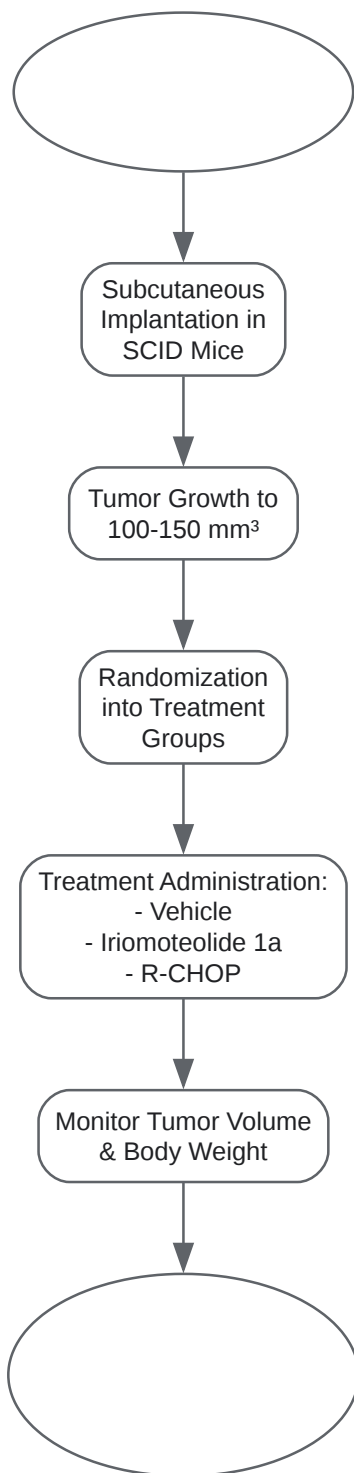 Subcutaneous
Implantation in
SCID Mice
Tumor Growth to
100-150 mm³
Randomization
into Treatment
Groups
Treatment Administration:
- Vehicle
- Iriomoteolide 1a
- R-CHOP
Monitor Tumor Volume
& Body Weight